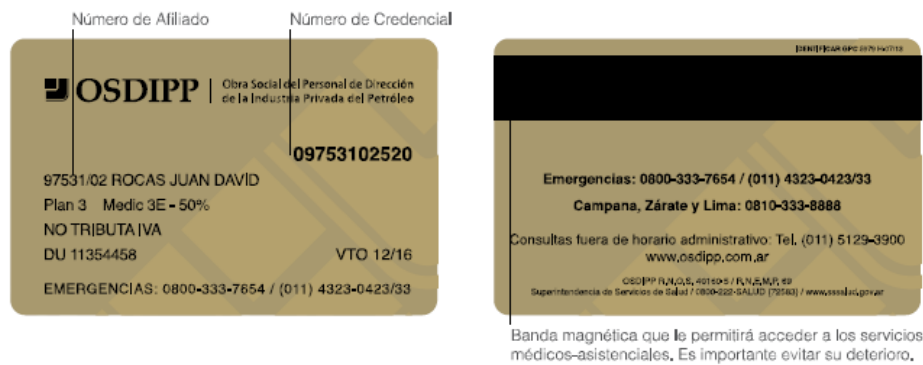 Número de Afiliado
Número de Credencial
OSDIPP
Obra Social del Personal de Dirección
de la Industria Privada del Petróleo
09753102520
97531/02 ROCAS JUAN DAVID
Plan 3 Medic 3E - 50%
NO TRIBUTA IVA
DU 11354458 VTO 12/16
EMERGENCIAS: 0800-333-7654 / (011) 4323-0423/33
IDENTIFICAR GPC
Emergencias: 0800-333-7654 / (011) 4323-0423/33
Campana, Zárate y Lima: 0810-333-8888
Consultas fuera de horario administrativo: Tel. (011) 5129-3900
www.osdipp.com.ar
OSDIPP R.N.O.S. / R.N.E.M.P. 
Superintendencia de Servicios de Salud / 0800-222-SALUD (72583) / www.sssalud.gov.ar
Banda magnética que le permitirá acceder a los servicios
médicos-asistenciales. Es importante evitar su deterioro.